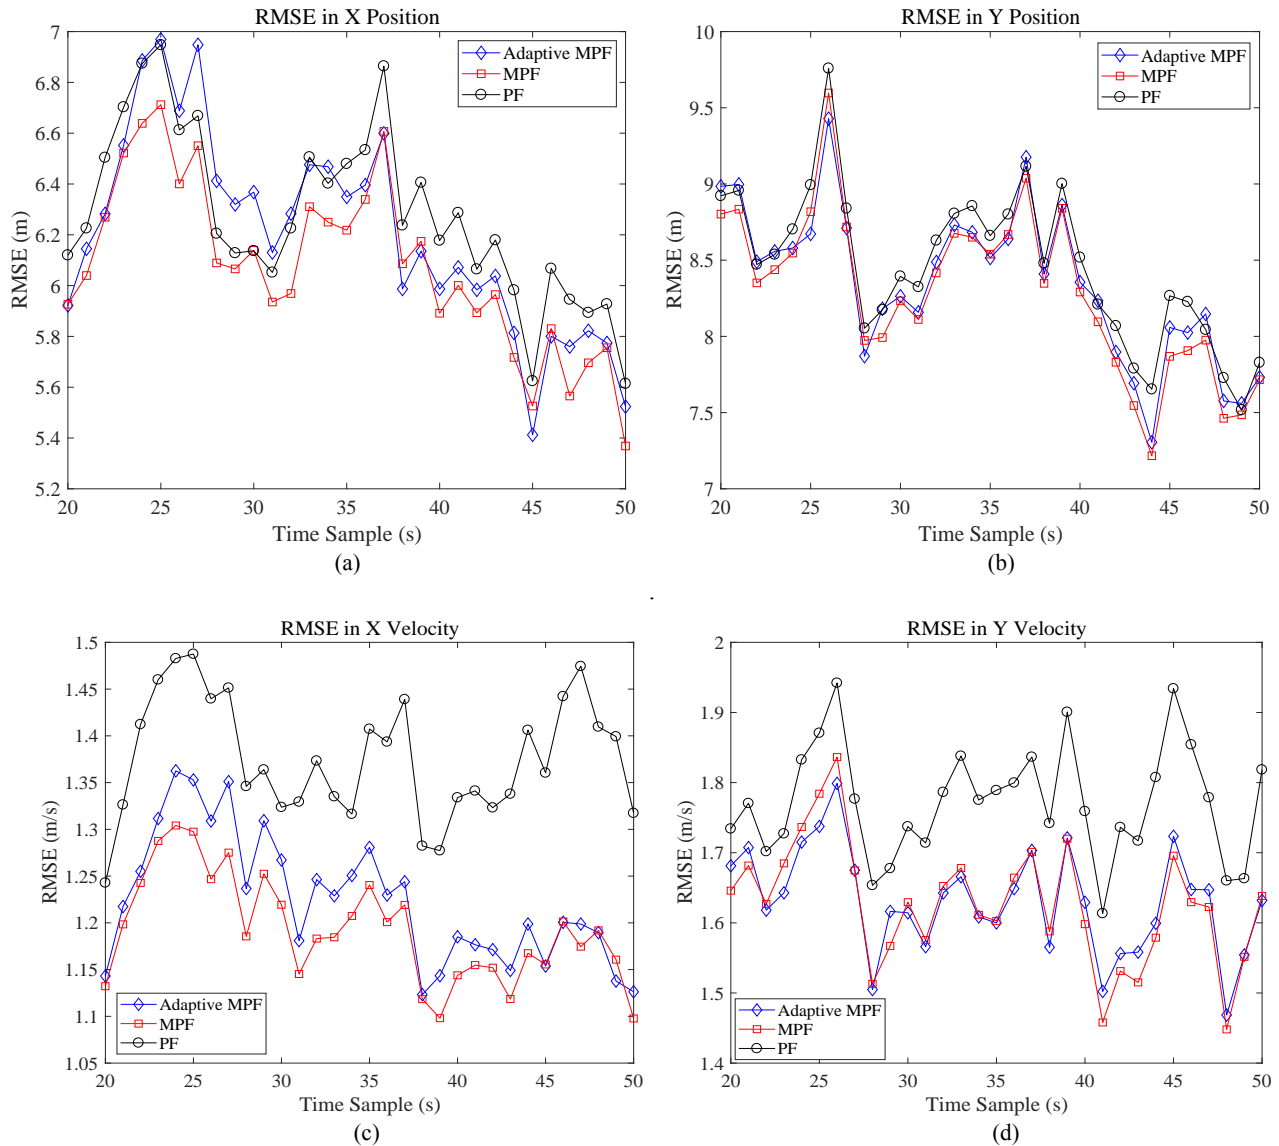 RMSE in X Position
7
6.8
6.6
6.4
6.2
6
5.8
5.6
5.4
5.2
RMSE (m)
Adaptive MPF
MPF
PF
20 25 30 35 40 45 50
Time Sample (s)
(a)
RMSE in Y Position
10
9.5
9
8.5
8
7.5
7
RMSE (m)
Adaptive MPF
MPF
PF
20 25 30 35 40 45 50
Time Sample (s)
(b)
.
RMSE in X Velocity
1.5
1.45
1.4
1.35
1.3
1.25
1.2
1.15
1.1
1.05
RMSE (m/s)
Adaptive MPF
MPF
PF
20 25 30 35 40 45 50
Time Sample (s)
(c)
RMSE in Y Velocity
2
1.9
1.8
1.7
1.6
1.5
1.4
RMSE (m/s)
Adaptive MPF
MPF
PF
20 25 30 35 40 45 50
Time Sample (s)
(d)